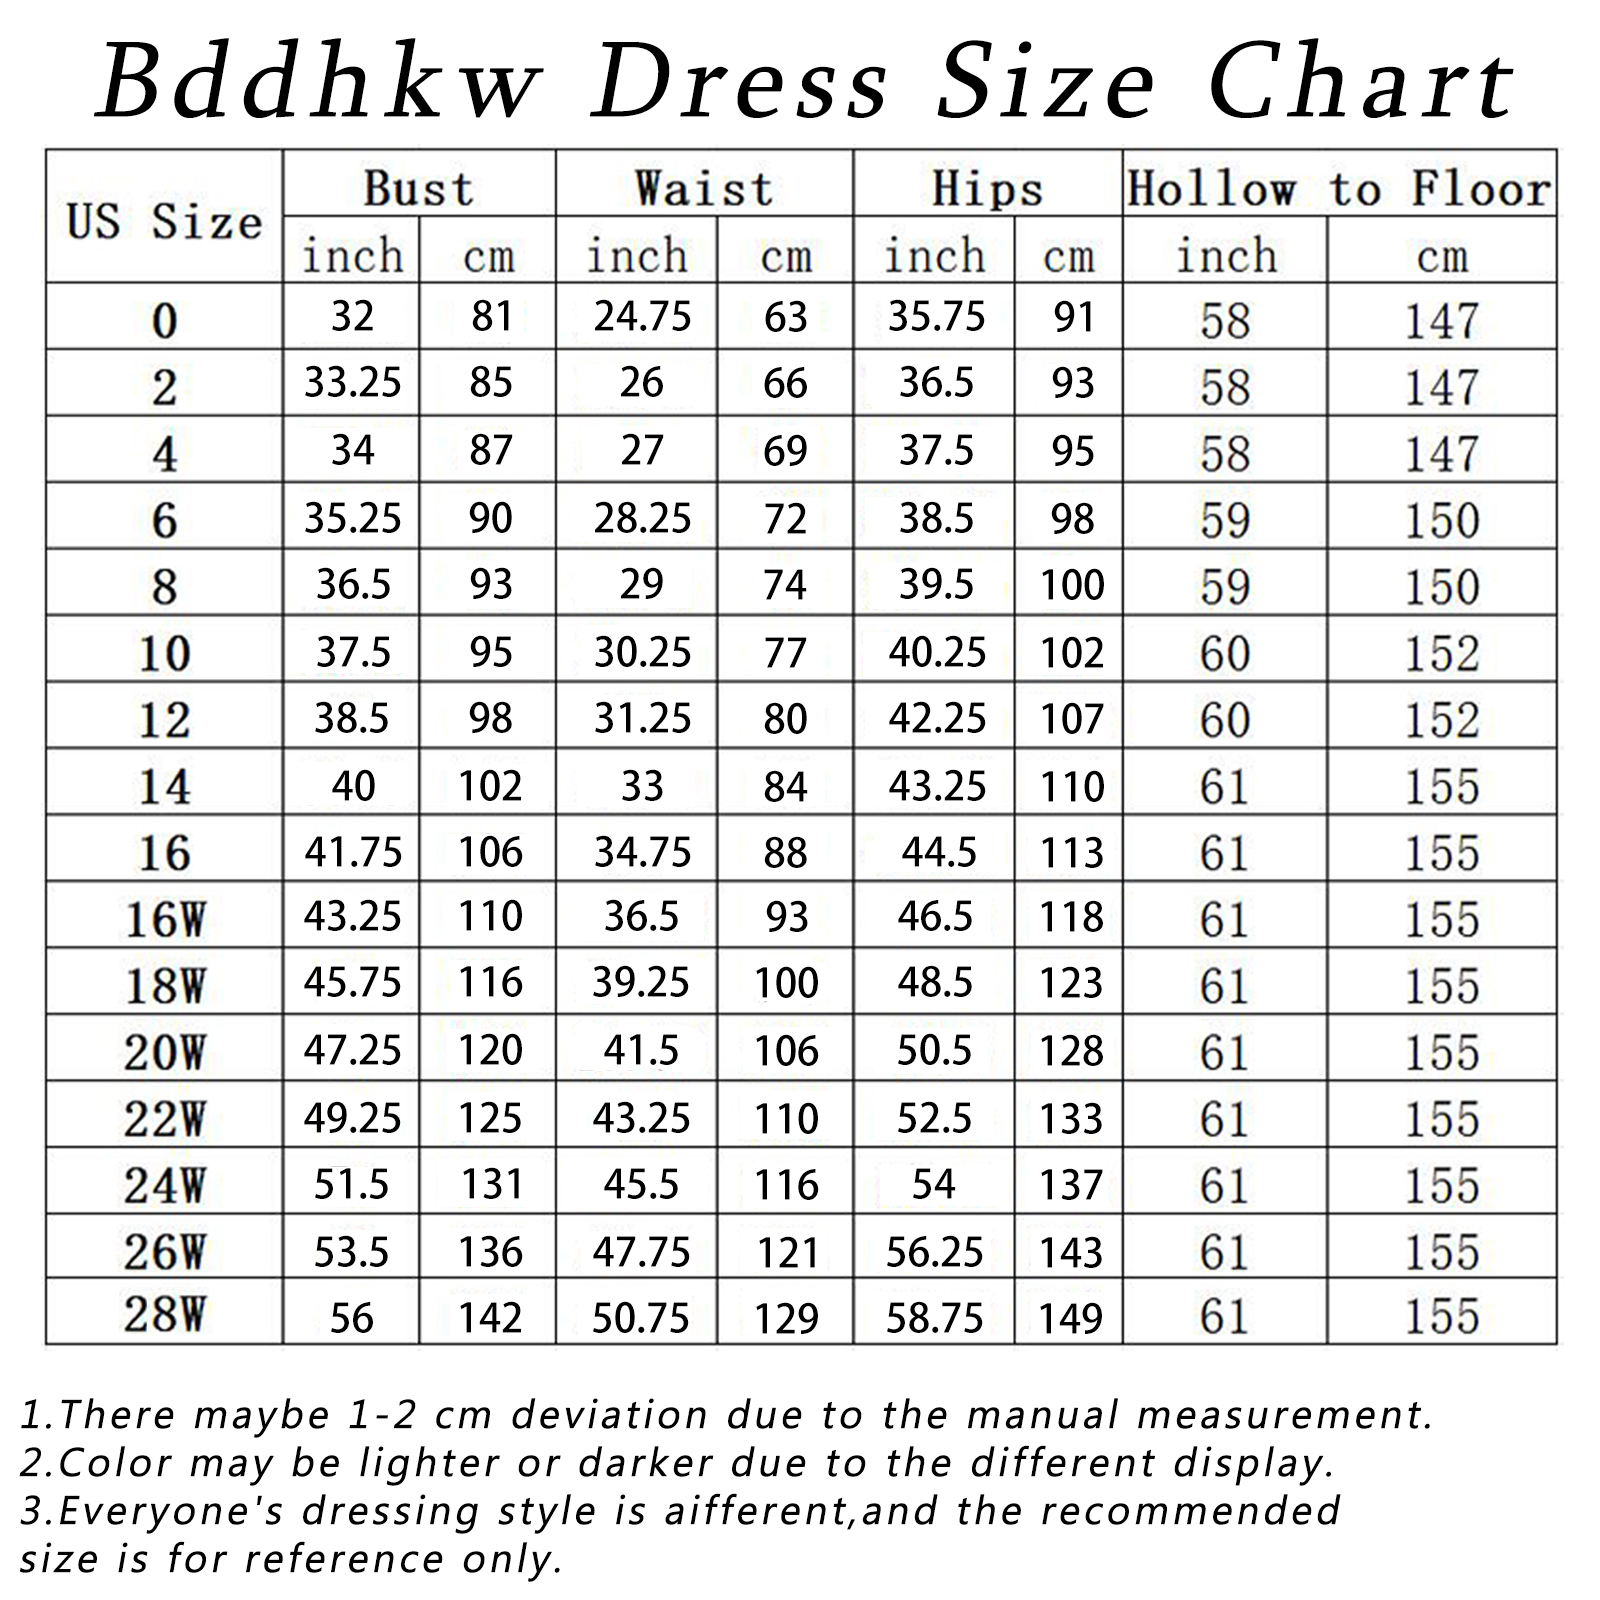 Bddhkw Dress Size Chart
US Size Bust Waist Hips Hollow to Floor
inch cm inch cm inch cm inch cm
0 32 81 24.75 63 35.75 91 58 147
2 33.25 85 26 66 36.5 93 58 147
4 34 87 27 69 37.5 95 58 147
6 35.25 90 28.25 72 38.5 98 59 150
8 36.5 93 29 74 39.5 100 59 150
10 37.5 95 30.25 77 40.25 102 60 152
12 38.5 98 31.25 80 42.25 107 60 152
14 40 102 33 84 43.25 110 61 155
16 41.75 106 34.75 88 44.5 113 61 155
16W 43.25 110 36.5 93 46.5 118 61 155
18W 45.75 116 39.25 100 48.5 123 61 155
20W 47.25 120 41.5 106 50.5 128 61 155
22W 49.25 125 43.25 110 52.5 133 61 155
24W 51.5 131 45.5 116 54 137 61 155
26W 53.5 136 47.75 121 56.25 143 61 155
28W 56 142 50.75 129 58.75 149 61 155
1.There maybe 1-2 cm deviation due to the manual measurement.
2.Color may be lighter or darker due to the different display.
3.Everyone's dressing style is aifferent,and the recommended
size is for reference only.